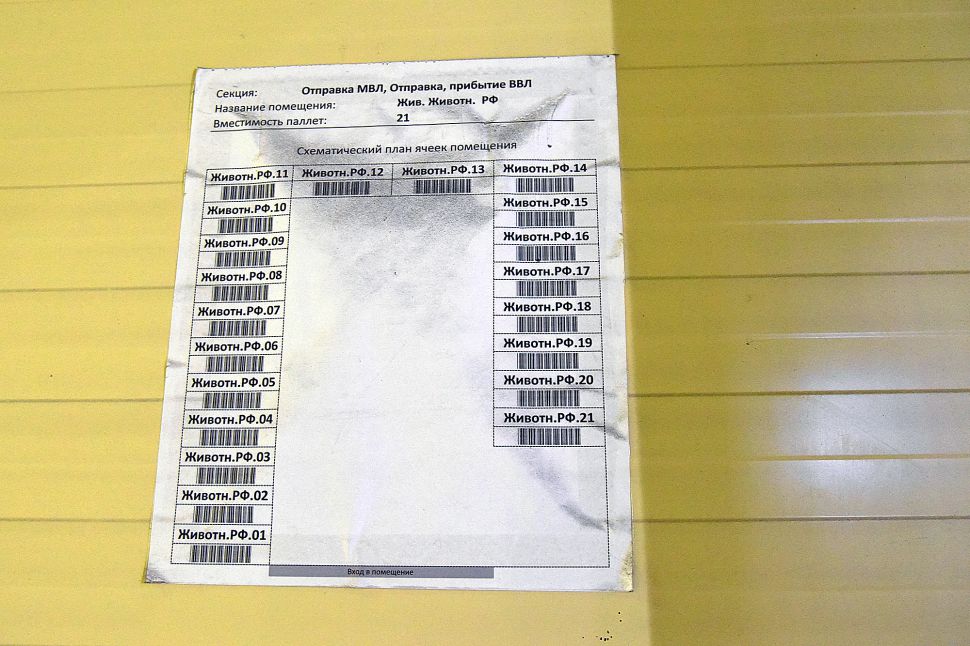 Секция: Отправка МВЛ, Отправка, прибытие ВВЛ
Название помещения: Жив. Животн. РФ
Вместимость паллет: 21
Схематический план ячеек помещения
Животн.РФ.11 Животн.РФ.12 Животн.РФ.13 Животн.РФ.14
Животн.РФ.10 Животн.РФ.15
Животн.РФ.09 Животн.РФ.16
Животн.РФ.08 Животн.РФ.17
Животн.РФ.07 Животн.РФ.18
Животн.РФ.06 Животн.РФ.19
Животн.РФ.05 Животн.РФ.20
Животн.РФ.04 Животн.РФ.21
Животн.РФ.03
Животн.РФ.02
Животн.РФ.01
Вход в помещение